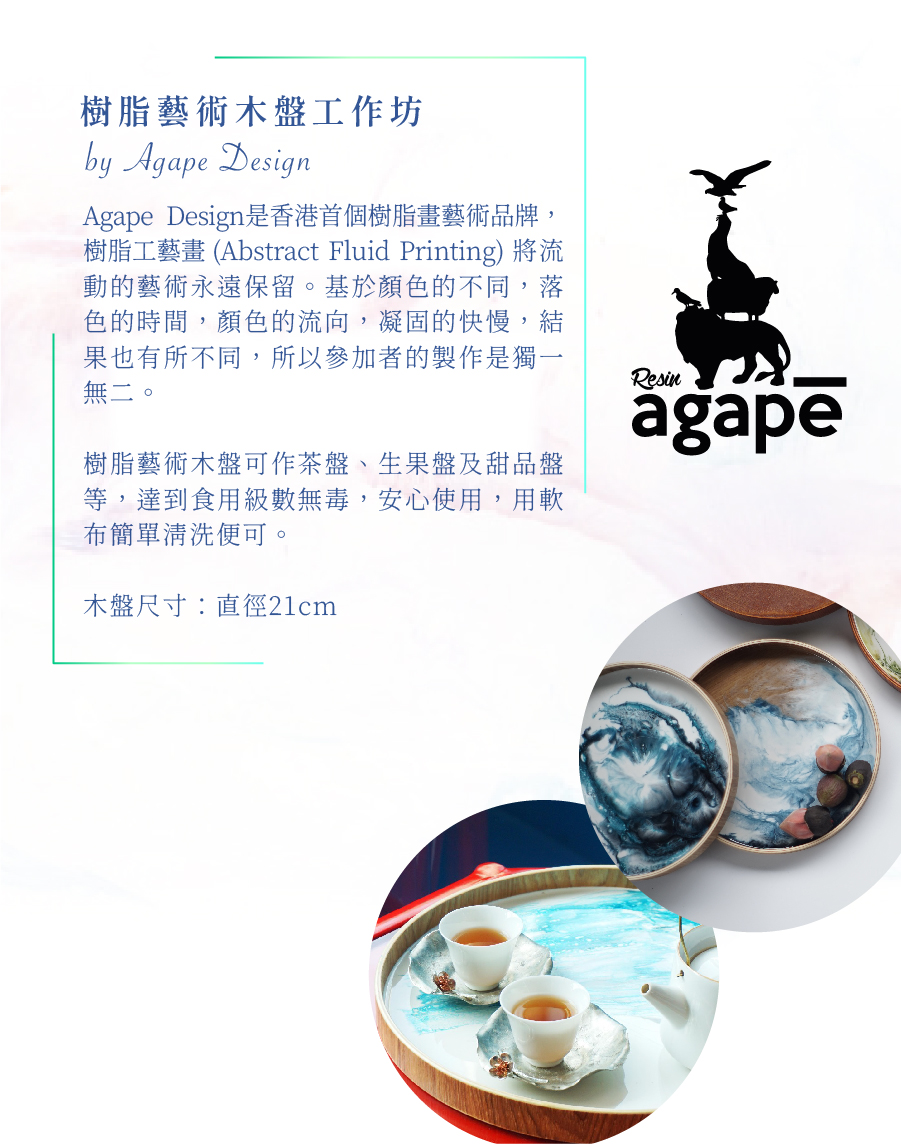 樹脂藝術木盤工作坊
by Agape Design
Agape Design是香港首個樹脂畫藝術品牌，
樹脂工藝畫 (Abstract Fluid Printing) 將流
動的藝術永遠保留。基於顏色的不同，落
色的時間，顏色的流向，凝固的快慢，結
果也有所不同，所以參加者的製作是獨一
無二。
樹脂藝術木盤可作茶盤、生果盤及甜品盤
等，達到食用級數無毒，安心使用，用軟
布簡單清洗便可。
木盤尺寸：直徑21cm
Resin
agapē